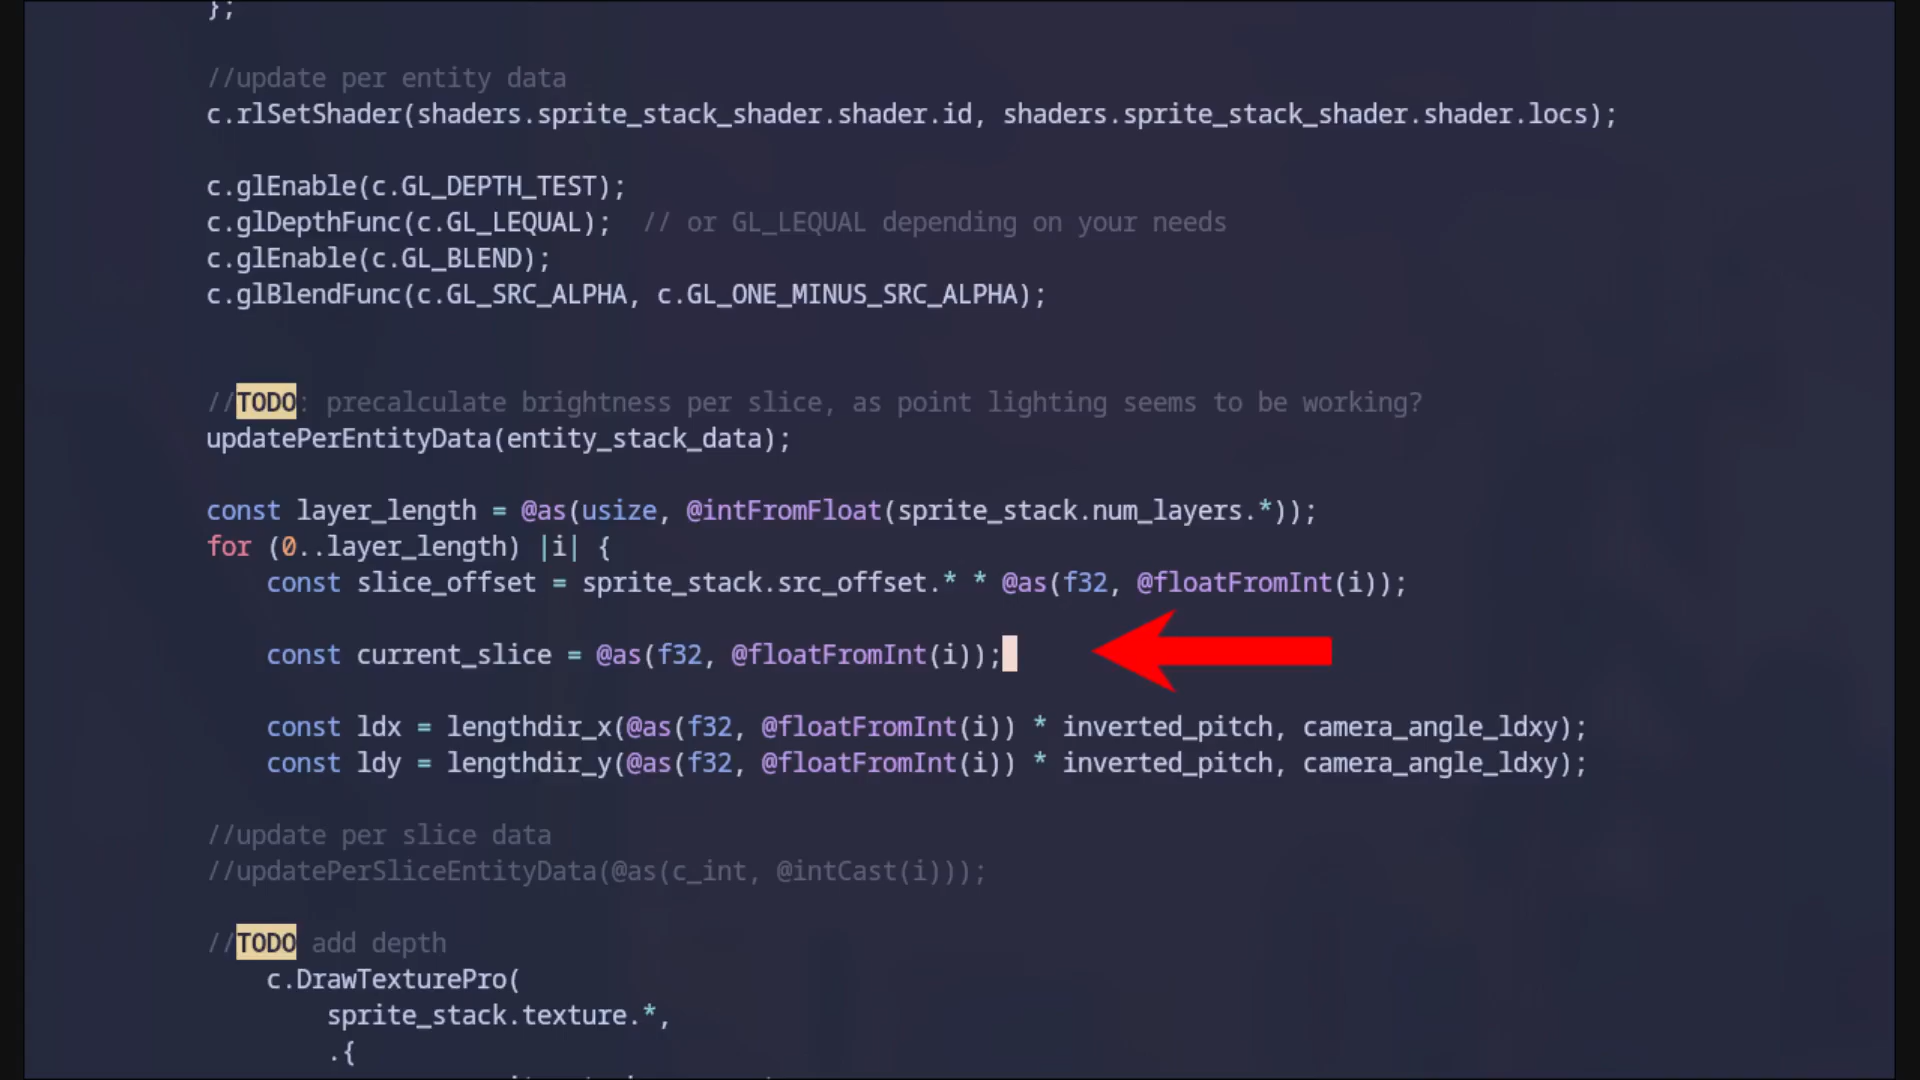 };
//update per entity data
c.rlSetShader(shaders.sprite_stack_shader.shader.id, shaders.sprite_stack_shader.shader.locs);
c.glEnable(c.GL_DEPTH_TEST);
c.glDepthFunc(c.GL_LEQUAL);  // or GL_LEQUAL depending on your needs
c.glEnable(c.GL_BLEND);
c.glBlendFunc(c.GL_SRC_ALPHA, c.GL_ONE_MINUS_SRC_ALPHA);
//TODO: precalculate brightness per slice, as point lighting seems to be working?
updatePerEntityData(entity_stack_data);
const layer_length = @as(usize, @intFromFloat(sprite_stack.num_layers.*));
for (0..layer_length) |i| {
const slice_offset = sprite_stack.src_offset.* * @as(f32, @floatFromInt(i));
const current_slice = @as(f32, @floatFromInt(i));
const ldx = lengthdir_x(@as(f32, @floatFromInt(i)) * inverted_pitch, camera_angle_ldxy);
const ldy = lengthdir_y(@as(f32, @floatFromInt(i)) * inverted_pitch, camera_angle_ldxy);
//update per slice data
//updatePerSliceEntityData(@as(c_int, @intCast(i)));
//TODO add depth
c.DrawTexturePro(
sprite_stack.texture.*,
.{